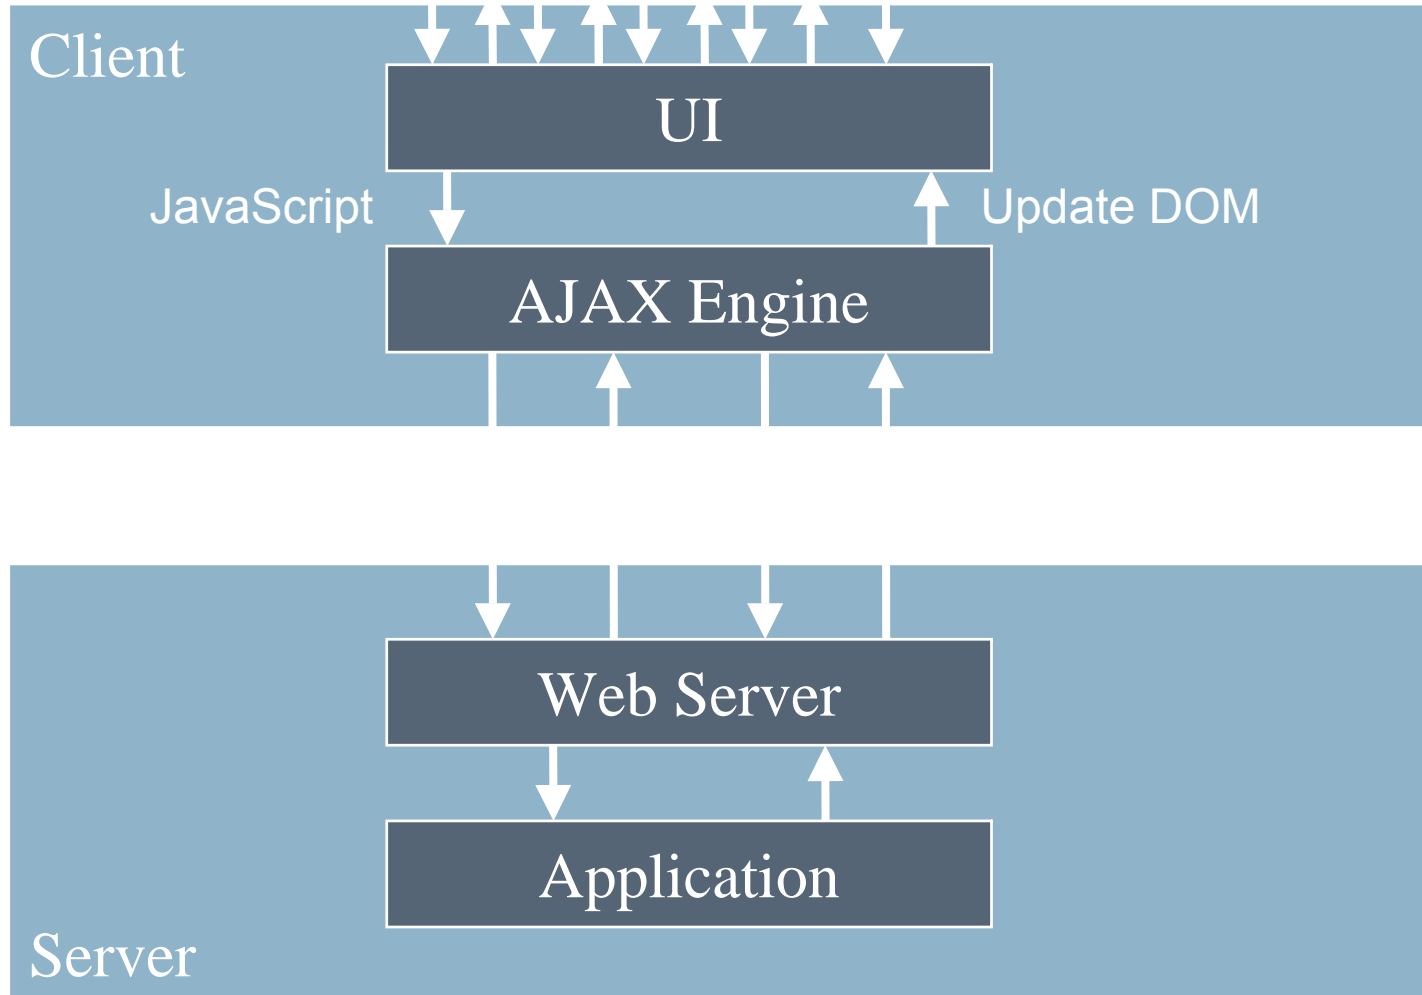 Client
UI
JavaScript
Update DOM
AJAX Engine
Web Server
Application
Server